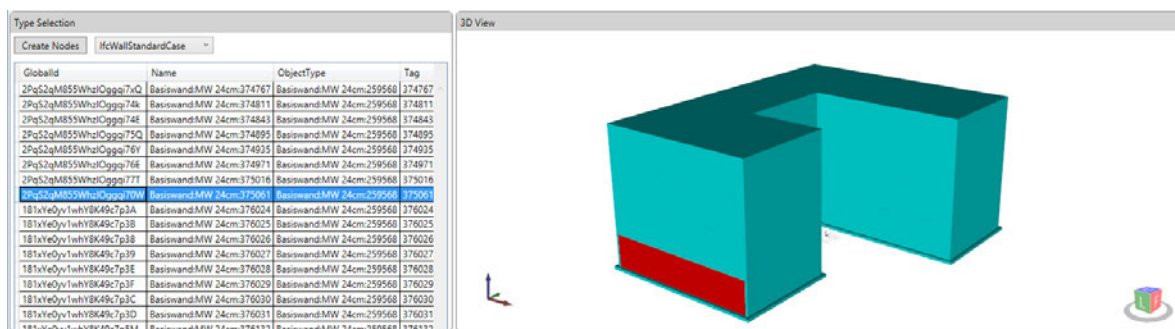 Type Selection
3D View
Create Nodes IfcWallStandardCase
GlobalId Name ObjectType Tag
2PqS2qM855WhzlOggqi7xQ Basiswand:MW 24cm:374767 Basiswand:MW 24cm:259568 374767
2PqS2qM855WhzlOggqi74k Basiswand:MW 24cm:374811 Basiswand:MW 24cm:259568 374811
2PqS2qM855WhzlOggqi74E Basiswand:MW 24cm:374843 Basiswand:MW 24cm:259568 374843
2PqS2qM855WhzlOggqi75Q Basiswand:MW 24cm:374895 Basiswand:MW 24cm:259568 374895
2PqS2qM855WhzlOggqi76Y Basiswand:MW 24cm:374935 Basiswand:MW 24cm:259568 374935
2PqS2qM855WhzlOggqi76E Basiswand:MW 24cm:374971 Basiswand:MW 24cm:259568 374971
2PqS2qM855WhzlOggqi77T Basiswand:MW 24cm:375016 Basiswand:MW 24cm:259568 375016
2PqS2qM855WhzlOggqi70W Basiswand:MW 24cm:375061 Basiswand:MW 24cm:259568 375061
181xYe0yv1whY8K49c7p3A Basiswand:MW 24cm:376024 Basiswand:MW 24cm:259568 376024
181xYe0yv1whY8K49c7p3B Basiswand:MW 24cm:376025 Basiswand:MW 24cm:259568 376025
181xYe0yv1whY8K49c7p38 Basiswand:MW 24cm:376026 Basiswand:MW 24cm:259568 376026
181xYe0yv1whY8K49c7p39 Basiswand:MW 24cm:376027 Basiswand:MW 24cm:259568 376027
181xYe0yv1whY8K49c7p3E Basiswand:MW 24cm:376028 Basiswand:MW 24cm:259568 376028
181xYe0yv1whY8K49c7p3F Basiswand:MW 24cm:376029 Basiswand:MW 24cm:259568 376029
181xYe0yv1whY8K49c7p3C Basiswand:MW 24cm:376030 Basiswand:MW 24cm:259568 376030
181xYe0yv1whY8K49c7p3D Basiswand:MW 24cm:376031 Basiswand:MW 24cm:259568 376031
L F